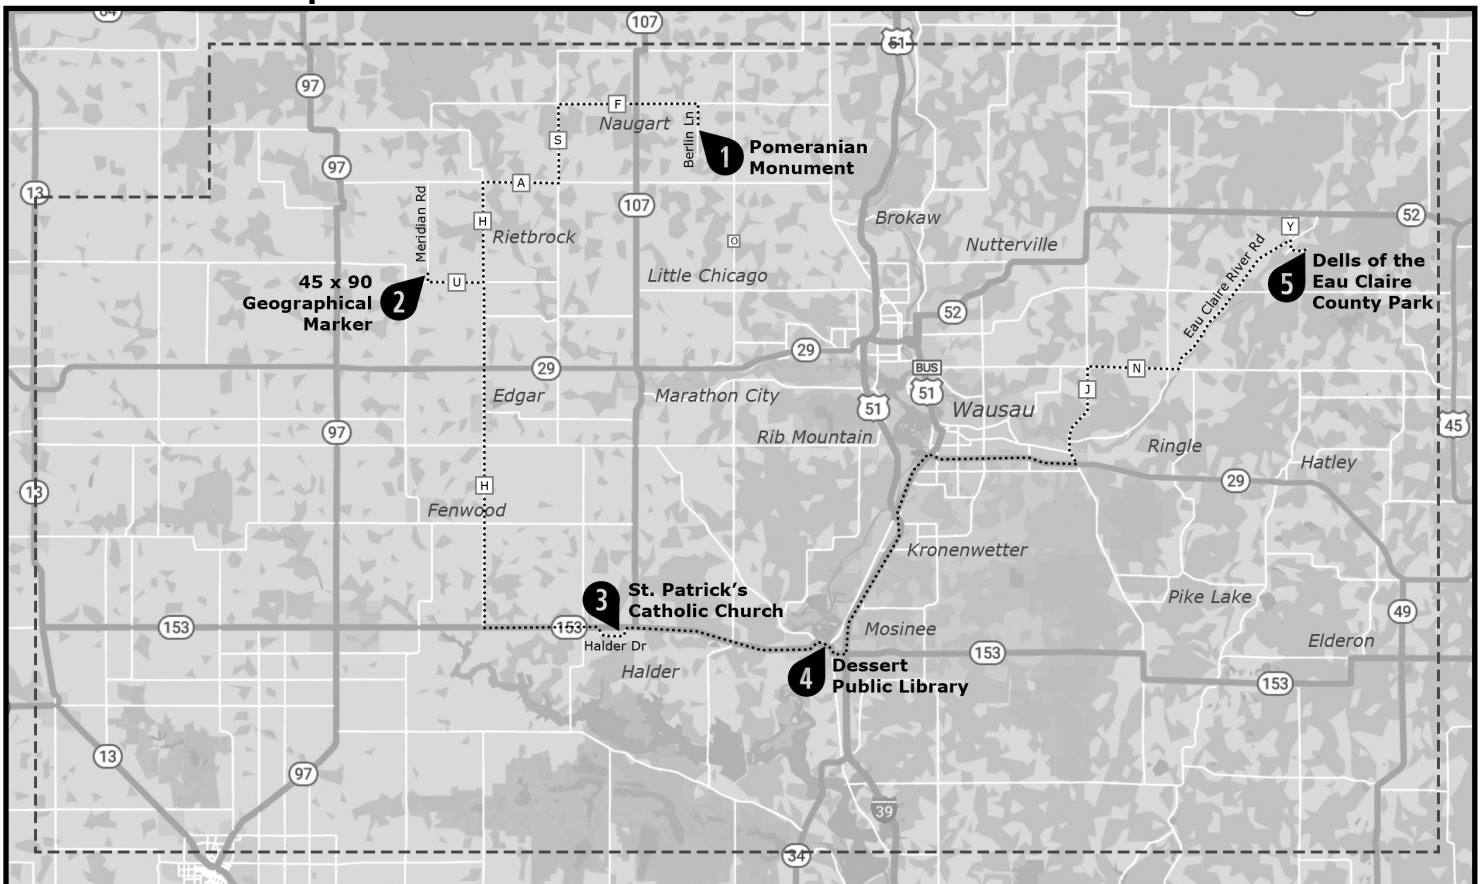 64
107
51
97
F
Naugart
Berlin Ln
1
Pomeranian
Monument
S
97
13
A
107
Meridian Rd
H
Rietbrock
O
Brokaw
Nutterville
52
Y
Eau Claire River Rd
5
Dells of the
Eau Claire
County Park
Little Chicago
45 x 90
Geographical
Marker
2
U
52
29
29
BUS
51
51
N
J
Edgar
Marathon City
Wausau
Rib Mountain
45
97
Ringle
Hatley
29
13
H
Fenwood
Kronenwetter
3
St. Patrick's
Catholic Church
Pike Lake
49
153
153
Halder Dr
Mosinee
Elderon
Halder
4
Dessert
Public Library
153
153
13
97
39
34